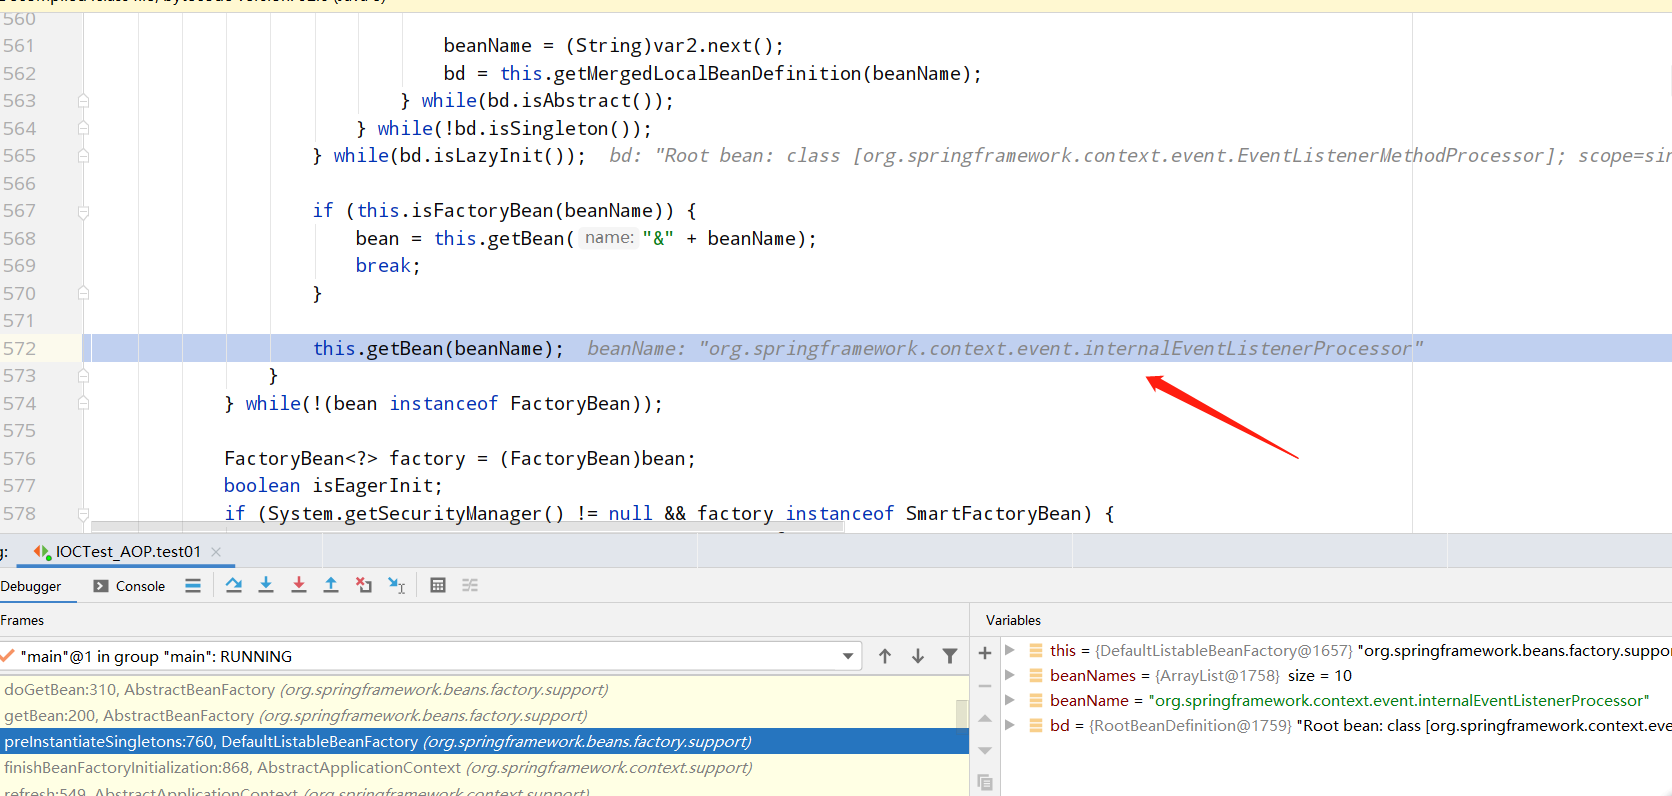 560
561 beanName = (String)var2.next();
562 bd = this.getMergedLocalBeanDefinition(beanName);
563 } while(bd.isAbstract());
564 } while(!bd.isSingleton());
565 } while(bd.isLazyInit()); bd: "Root bean: class [org.springframework.context.event.EventListenerMethodProcessor]; scope=sin
566
567 if (this.isFactoryBean(beanName)) {
568 bean = this.getBean( name: "&" + beanName);
569 break;
570 }
571
572 this.getBean(beanName); beanName: "org.springframework.context.event.internalEventListenerProcessor"
573 }
574 } while(!(bean instanceof FactoryBean));
575
576 FactoryBean<?> factory = (FactoryBean)bean;
577 boolean isEagerInit;
578 if (System.getSecurityManager() != null && factory instanceof SmartFactoryBean) {
g: IOCTest_AOP.test01
Debugger Console
Frames
"main"@1 in group "main": RUNNING
doGetBean:310, AbstractBeanFactory (org.springframework.beans.factory.support)
getBean:200, AbstractBeanFactory (org.springframework.beans.factory.support)
preInstantiateSingletons:760, DefaultListableBeanFactory (org.springframework.beans.factory.support)
finishBeanFactoryInitialization:868, AbstractApplicationContext (org.springframework.context.support)
refresh:549, AbstractApplicationContext (org.springframework.context.support)
Variables
this = {DefaultListableBeanFactory@1657} "org.springframework.beans.factory.suppo
beanNames = {ArrayList@1758} size = 10
beanName = "org.springframework.context.event.internalEventListenerProcessor"
bd = {RootBeanDefinition@1759} "Root bean: class [org.springframework.context.eve